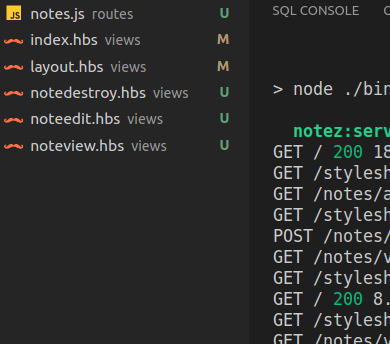 JS notes.js routes U
index.hbs views M
layout.hbs views M
notedestroy.hbs views U
noteedit.hbs views U
noteview.hbs views U
SQL CONSOLE
> node ./bin
notez:serv
GET / 200 18
GET /stylesh
GET /notes/a
GET /stylesh
POST /notes/
GET /notes/v
GET /stylesh
GET / 200 8.
GET /stylesh
GET /notes/v